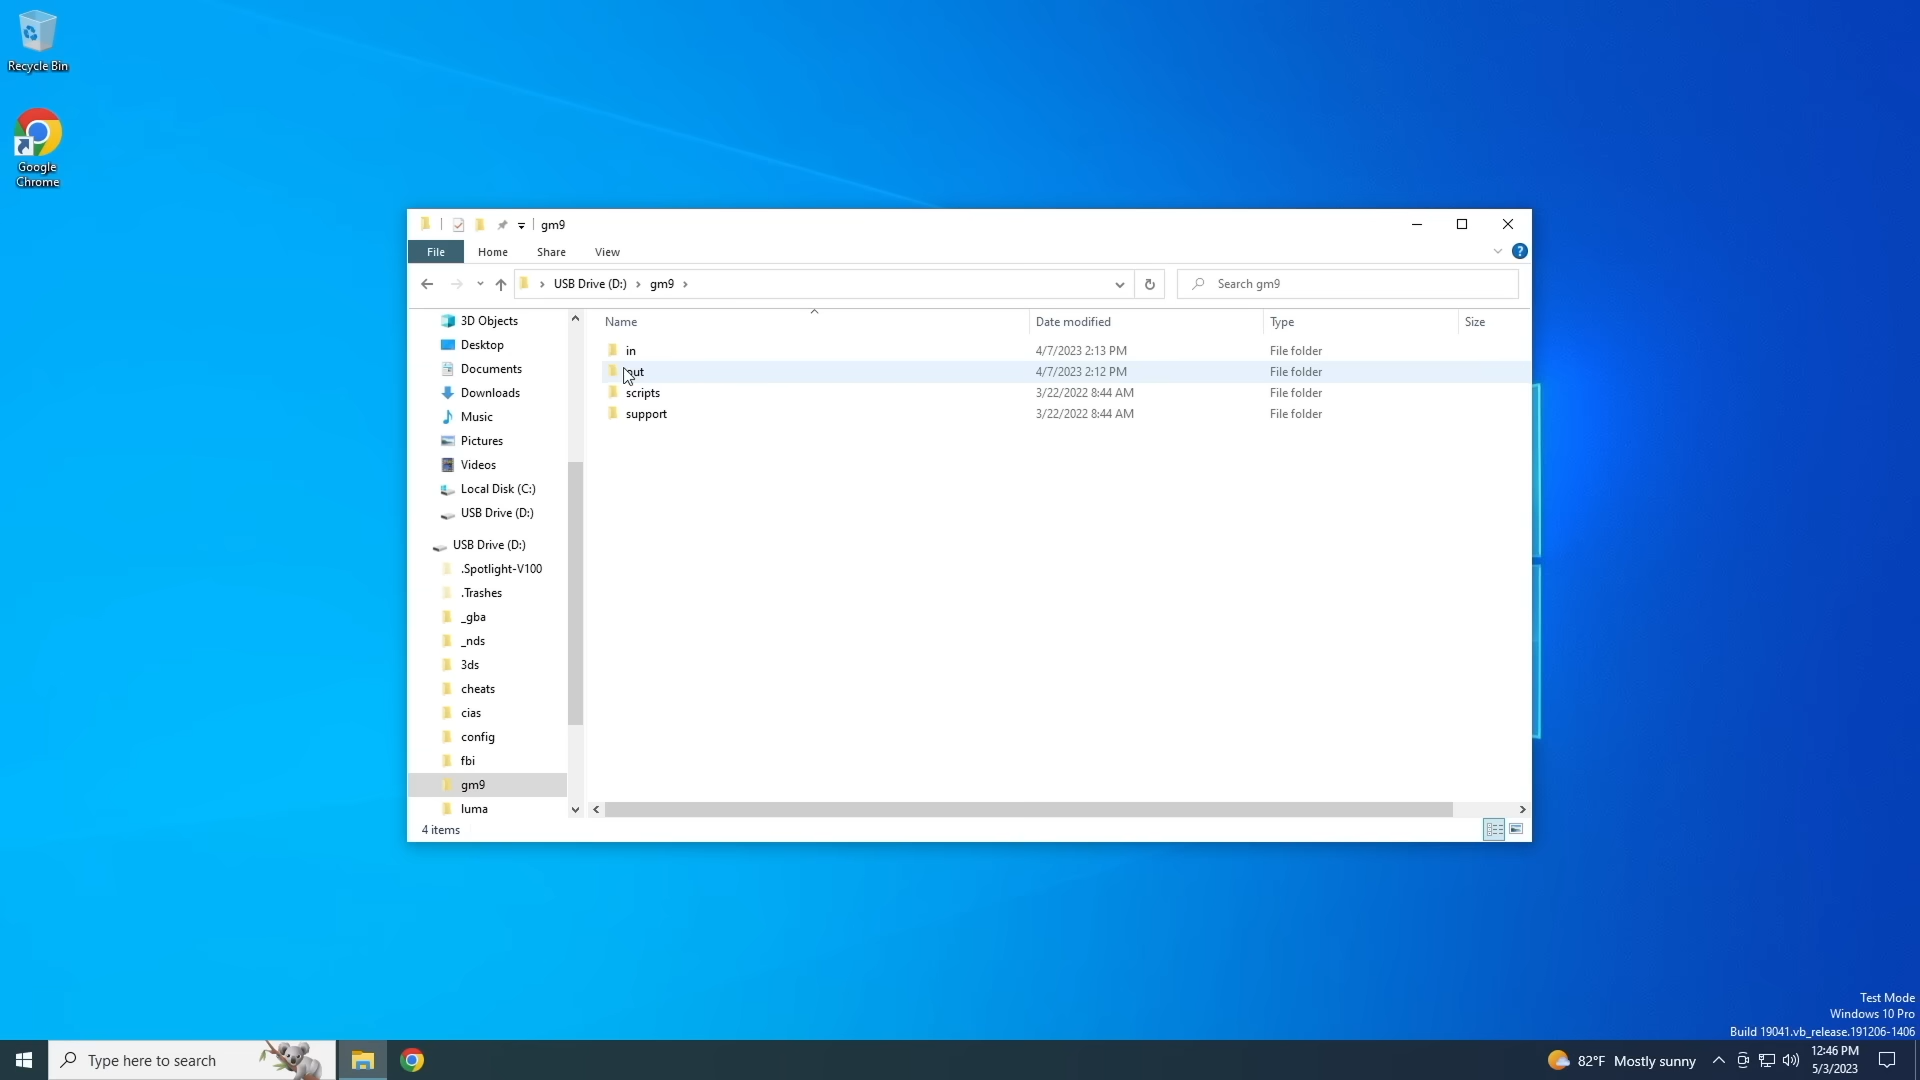 Recycle Bin
Google
Chrome
gm9
File
Home
Share
View
USB Drive (D:)
gm9
Search gm9
3D Objects
Desktop
Documents
Downloads
Music
Pictures
Videos
Local Disk (C:)
USB Drive (D:)
USB Drive (D:)
.Spotlight-V100
.Trashes
_gba
_nds
3ds
cheats
cias
config
fbi
gm9
luma
Name
Date modified
Type
Size
in 4/7/2023 2:13 PM File folder
out 4/7/2023 2:12 PM File folder
scripts 3/22/2022 8:44 AM File folder
support 3/22/2022 8:44 AM File folder
4 items
Test Mode
Windows 10 Pro
Build 19041.vb_release.191206-1406
Type here to search
82°F Mostly sunny
12:46 PM
5/3/2023